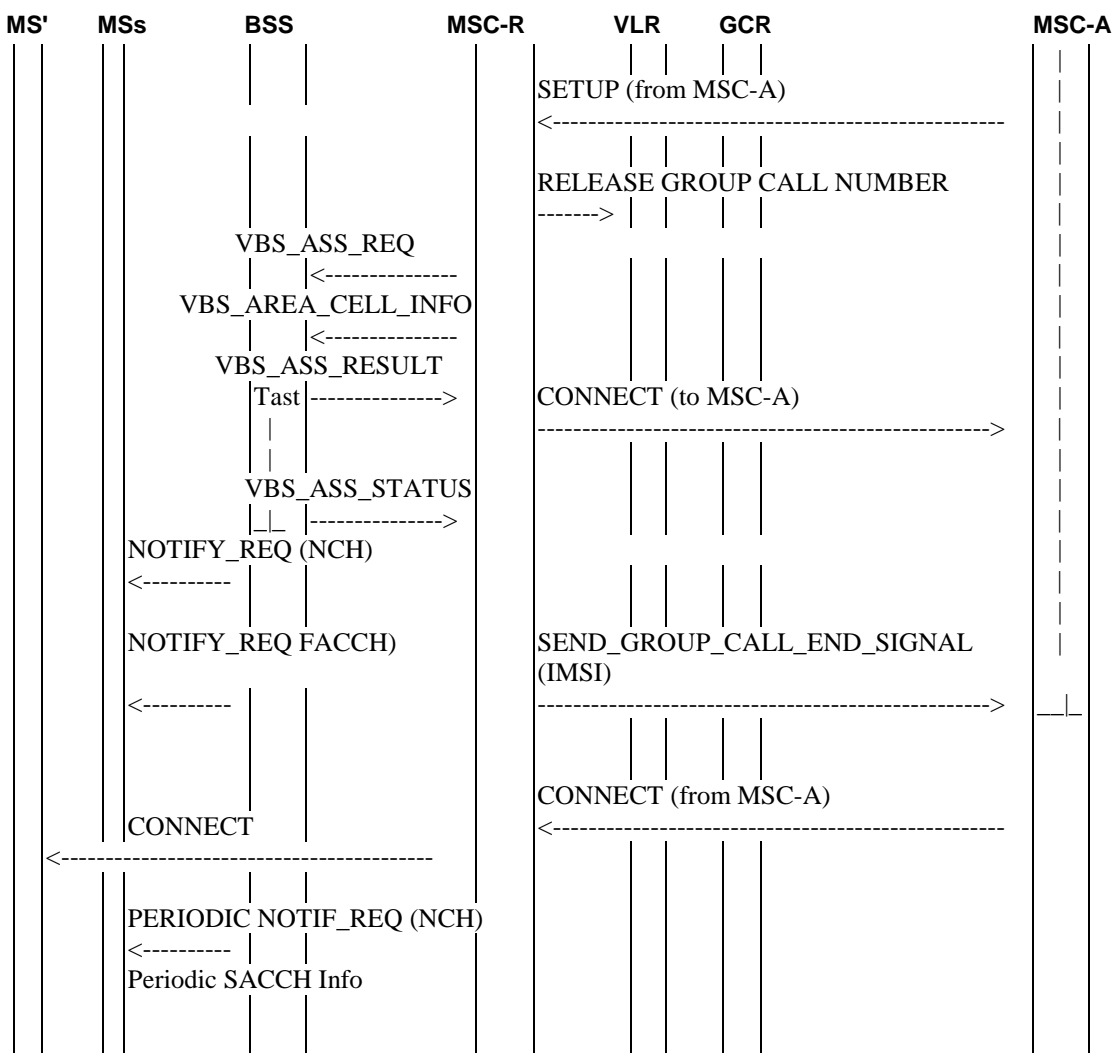 MS' MSs BSS MSC-R VLR GCR MSC-A
SETUP (from MSC-A)
RELEASE GROUP CALL NUMBER
VBS_ASS_REQ
VBS_AREA_CELL_INFO
VBS_ASS_RESULT
Tast CONNECT (to MSC-A)
VBS_ASS_STATUS
NOTIFY_REQ (NCH)
NOTIFY_REQ FACCH) SEND_GROUP_CALL_END_SIGNAL
(IMSI)
CONNECT (from MSC-A)
CONNECT
PERIODIC NOTIF_REQ (NCH)
Periodic SACCH Info